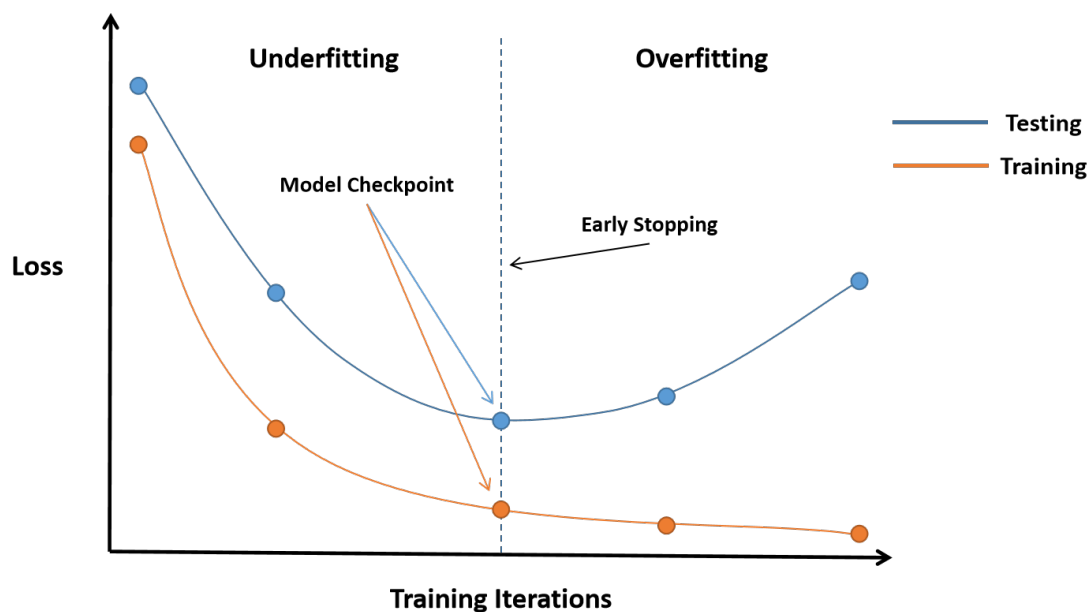 Underfitting
Overfitting
Testing
Training
Model Checkpoint
Early Stopping
Loss
Training Iterations